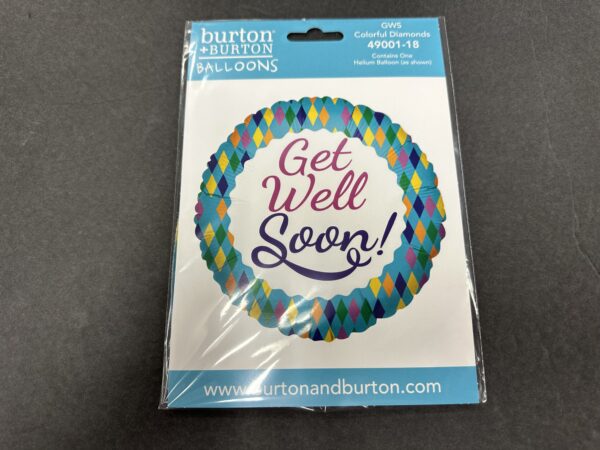 burton
+BURTON
BALLOONS
GWS
Colorful Diamonds
49001-18
Contains One
Helium Balloon (as shown)
Get
Well
Soon!
www.burtonandburton.com